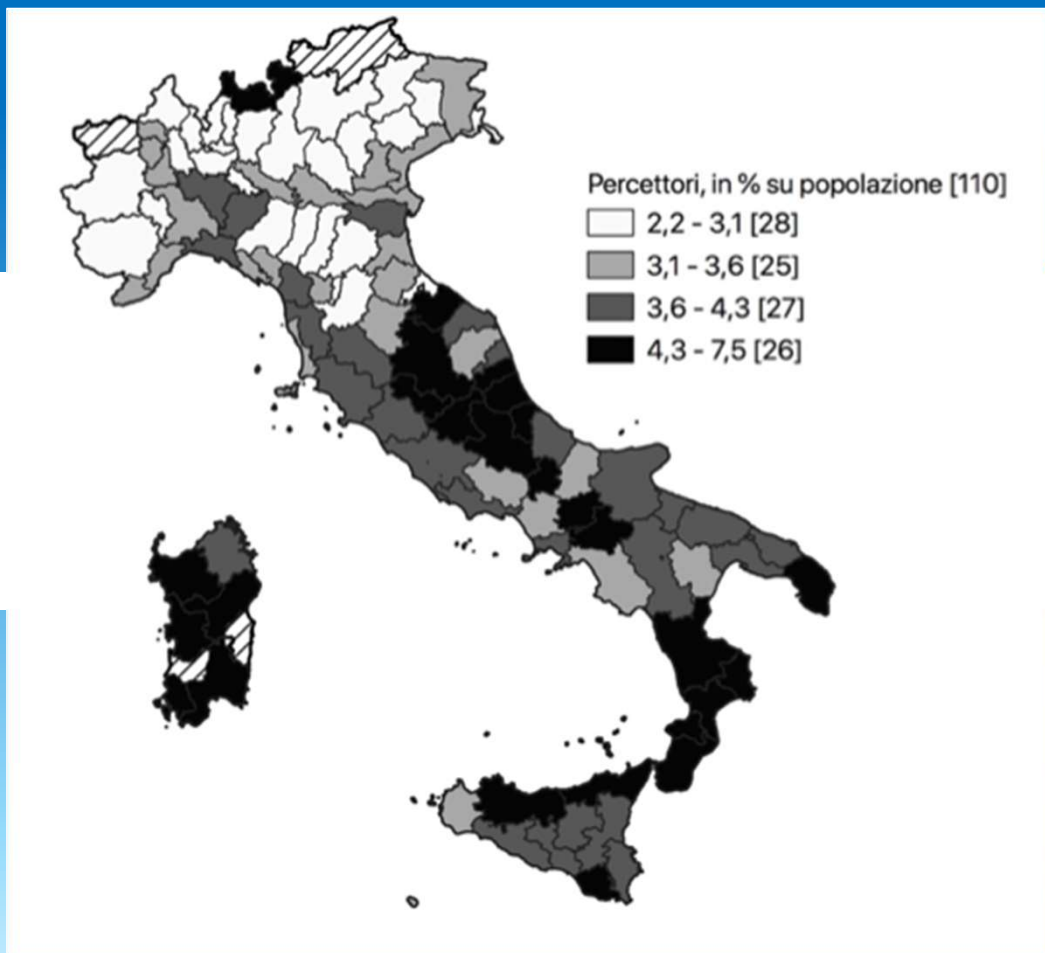 Percettori, in % su popolazione [110]
2,2 - 3,1 [28]
3,1 - 3,6 [25]
3,6 - 4,3 [27]
4,3 - 7,5 [26]